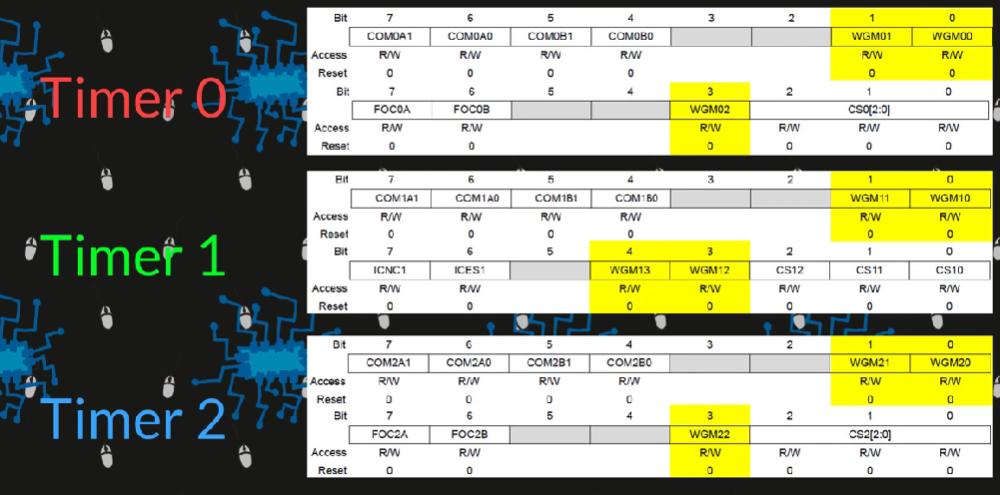 Timer 0
Bit 7 6 5 4 3 2 1 0
COM0A1 COM0A0 COM0B1 COM0B0 WGM01 WGM00
Access R/W R/W R/W R/W R/W R/W
Reset 0 0 0 0 0 0
Bit 7 6 5 4 3 2 1 0
FOC0A FOC0B WGM02 CS0[2:0]
Access R/W R/W R/W R/W R/W R/W
Reset 0 0 0 0 0 0
Timer 1
Bit 7 6 5 4 3 2 1 0
COM1A1 COM1A0 COM1B1 COM1B0 WGM11 WGM10
Access R/W R/W R/W R/W R/W R/W
Reset 0 0 0 0 0 0
Bit 7 6 5 4 3 2 1 0
ICNC1 ICES1 WGM13 WGM12 CS12 CS11 CS10
Access R/W R/W R/W R/W R/W R/W R/W
Reset 0 0 0 0 0 0 0
Timer 2
Bit 7 6 5 4 3 2 1 0
COM2A1 COM2A0 COM2B1 COM2B0 WGM21 WGM20
Access R/W R/W R/W R/W R/W R/W
Reset 0 0 0 0 0 0
Bit 7 6 5 4 3 2 1 0
FOC2A FOC2B WGM22 CS2[2:0]
Access R/W R/W R/W R/W R/W R/W
Reset 0 0 0 0 0 0